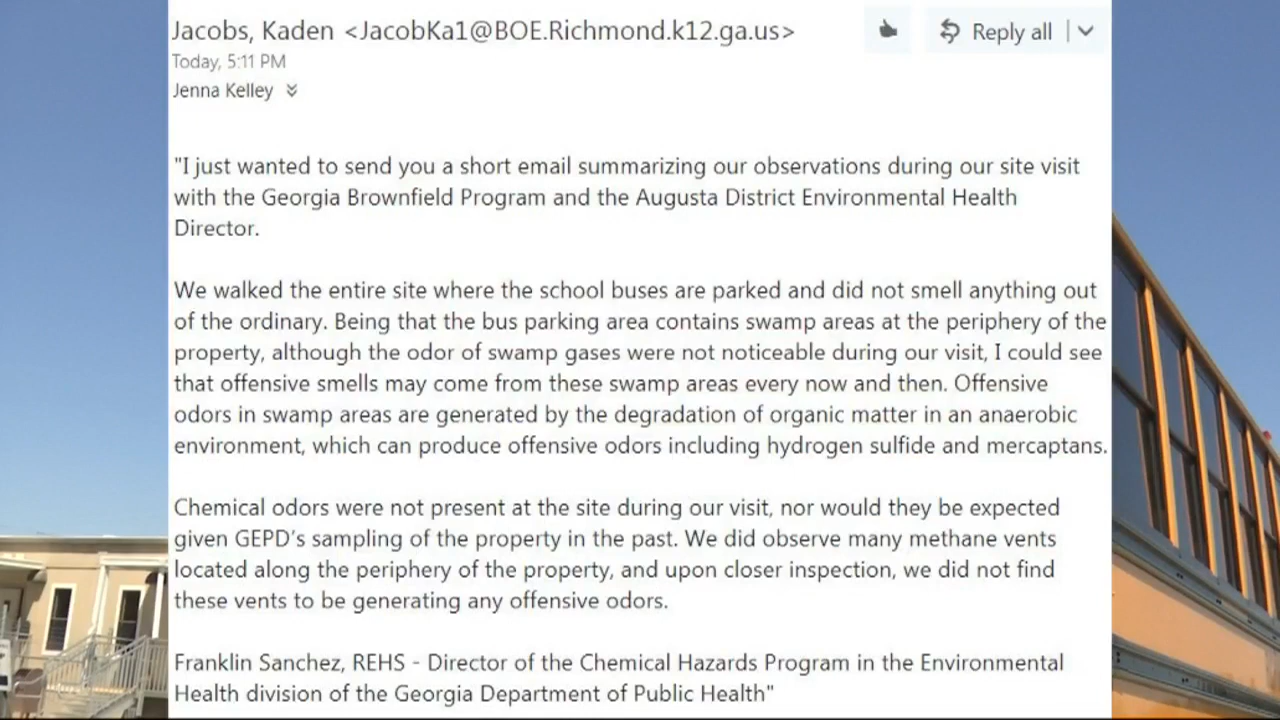 Jacobs, Kaden <JacobKa1@BOE.Richmond.k12.ga.us>
Reply all
Today, 5:11 PM
Jenna Kelley
"I just wanted to send you a short email summarizing our observations during our site visit
with the Georgia Brownfield Program and the Augusta District Environmental Health
Director.
We walked the entire site where the school buses are parked and did not smell anything out
of the ordinary. Being that the bus parking area contains swamp areas at the periphery of the
property, although the odor of swamp gases were not noticeable during our visit, I could see
that offensive smells may come from these swamp areas every now and then. Offensive
odors in swamp areas are generated by the degradation of organic matter in an anaerobic
environment, which can produce offensive odors including hydrogen sulfide and mercaptans.
Chemical odors were not present at the site during our visit, nor would they be expected
given GEPD's sampling of the property in the past. We did observe many methane vents
located along the periphery of the property, and upon closer inspection, we did not find
these vents to be generating any offensive odors.
Franklin Sanchez, REHS - Director of the Chemical Hazards Program in the Environmental
Health division of the Georgia Department of Public Health"